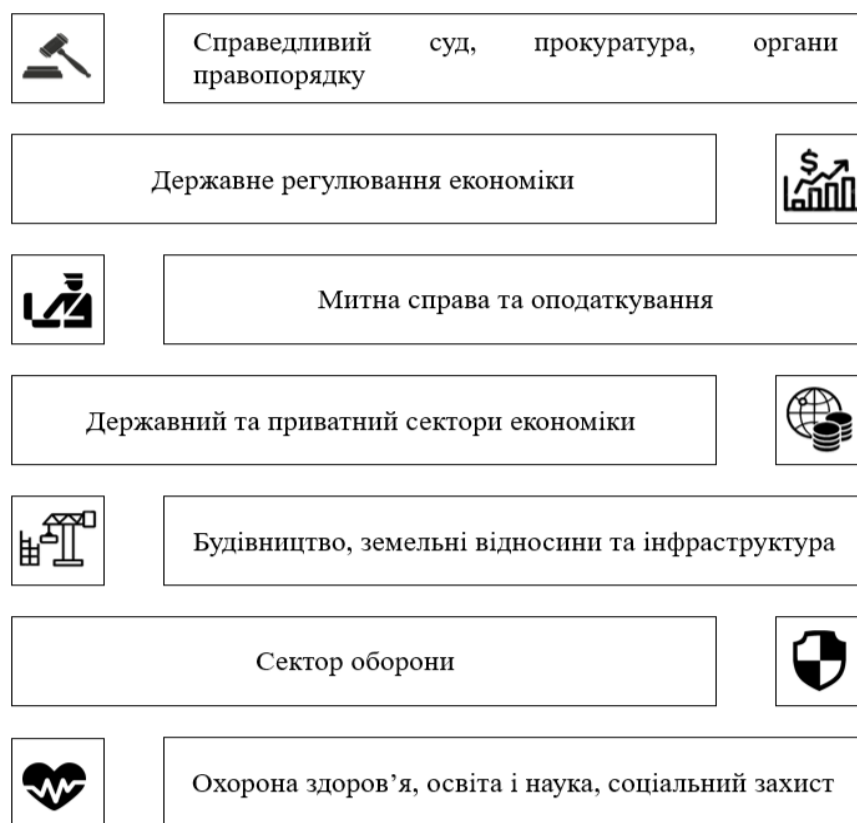 Справедливий суд, прокуратура, органи
правопорядку
Державне регулювання економіки
$
Митна справа та оподаткування
Державний та приватний сектори економіки
Будівництво, земельні відносини та інфраструктура
Сектор оборони
Охорона здоров’я, освіта і наука, соціальний захист